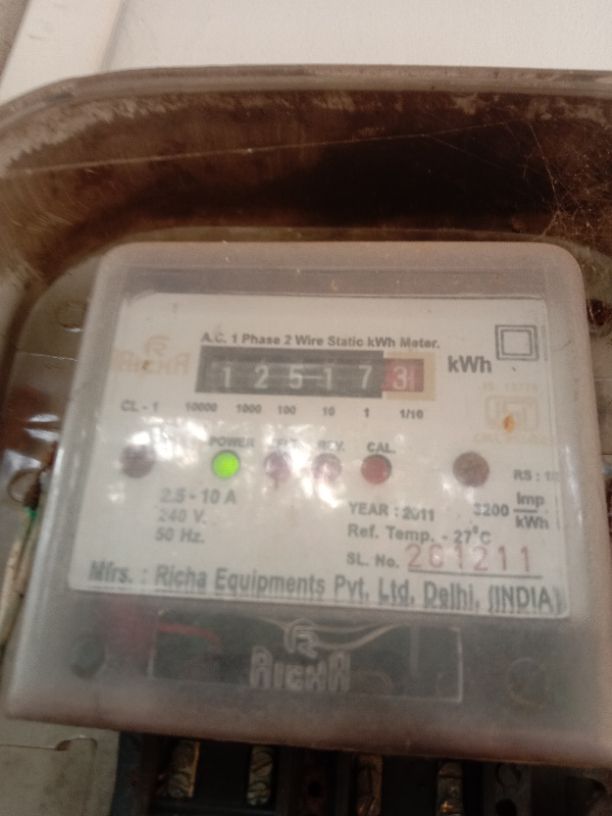 A.C. 1 Phase 2 Wire Static kWh Meter.
RICHA
1 2 5 1 7 3 kWh
CL - 1 10000 1000 100 10 1 1/10
POWER REV. CAL.
2.5 - 10 A
240 V.
50 Hz.
YEAR : 2011 3200 Imp/kWh
Ref. Temp. - 27°C
SL. No. 261211
Mfrs. : Richa Equipments Pvt. Ltd. Delhi, (INDIA)
RICHA